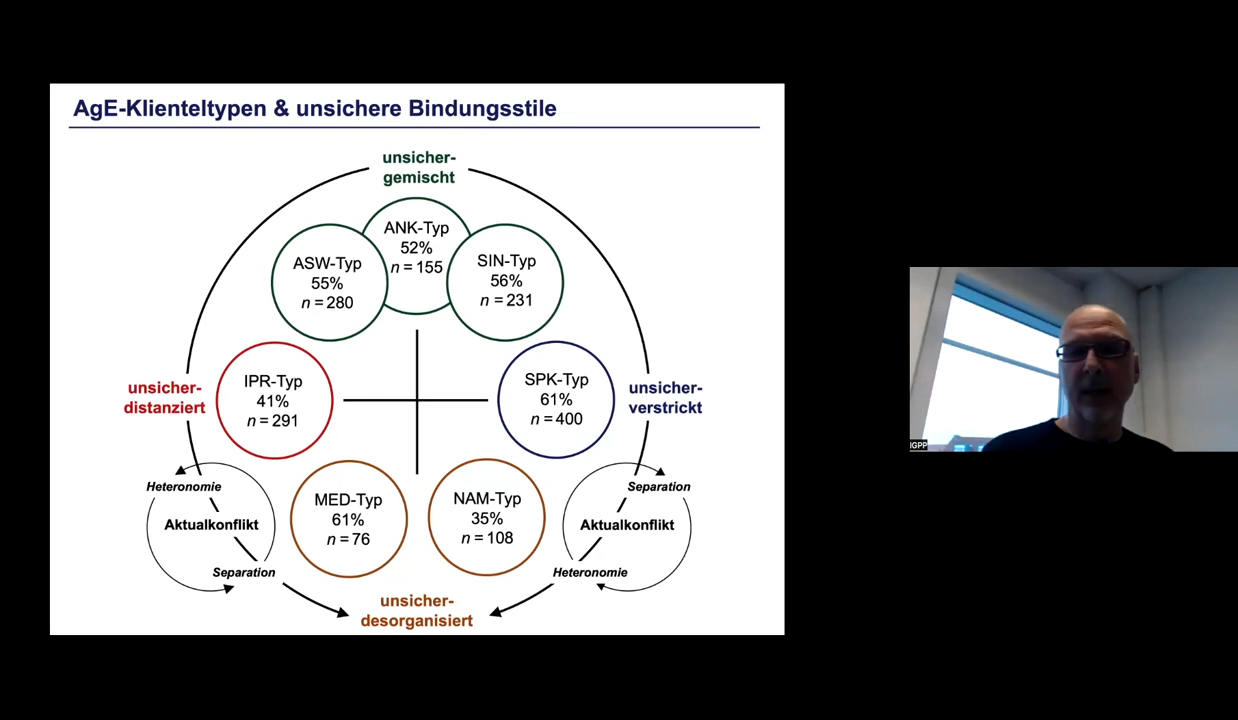 AgE-Klienteltypen & unsichere Bindungsstile
unsicher-
gemischt
ANK-Typ
52%
n = 155
ASW-Typ
55%
n = 280
SIN-Typ
56%
n = 231
unsicher-
distanziert
IPR-Typ
41%
n = 291
SPK-Typ
61%
n = 400
unsicher-
verstrickt
Heteronomie
Aktualkonflikt
Separation
MED-Typ
61%
n = 76
NAM-Typ
35%
n = 108
Separation
Aktualkonflikt
Heteronomie
unsicher-
desorganisiert
IGPP